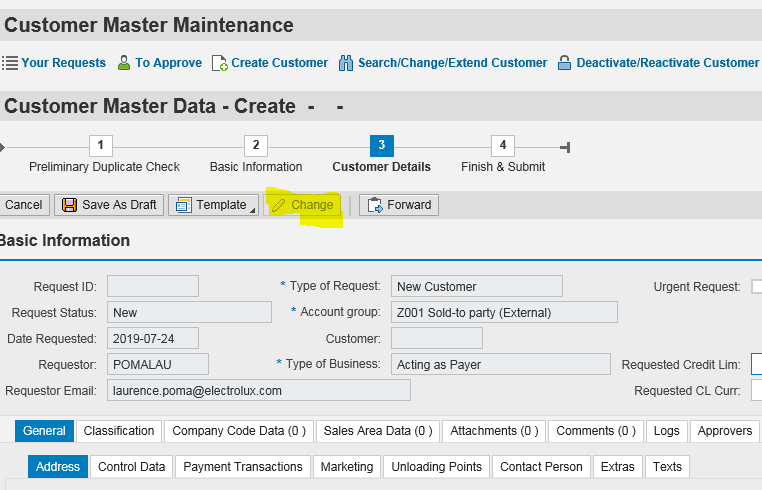 Customer Master Maintenance
Your Requests To Approve Create Customer Search/Change/Extend Customer Deactivate/Reactivate Customer
Customer Master Data - Create - -
1 2 3 4
Preliminary Duplicate Check Basic Information Customer Details Finish & Submit
Cancel Save As Draft Template Change Forward
Basic Information
Request ID: * Type of Request: New Customer Urgent Request:
Request Status: New * Account group: Z001 Sold-to party (External)
Date Requested: 2019-07-24 Customer:
Requestor: POMALAU * Type of Business: Acting as Payer Requested Credit Lim:
Requestor Email: laurence.poma@electrolux.com Requested CL Curr:
General Classification Company Code Data (0 ) Sales Area Data (0 ) Attachments (0 ) Comments (0 ) Logs Approvers
Address Control Data Payment Transactions Marketing Unloading Points Contact Person Extras Texts